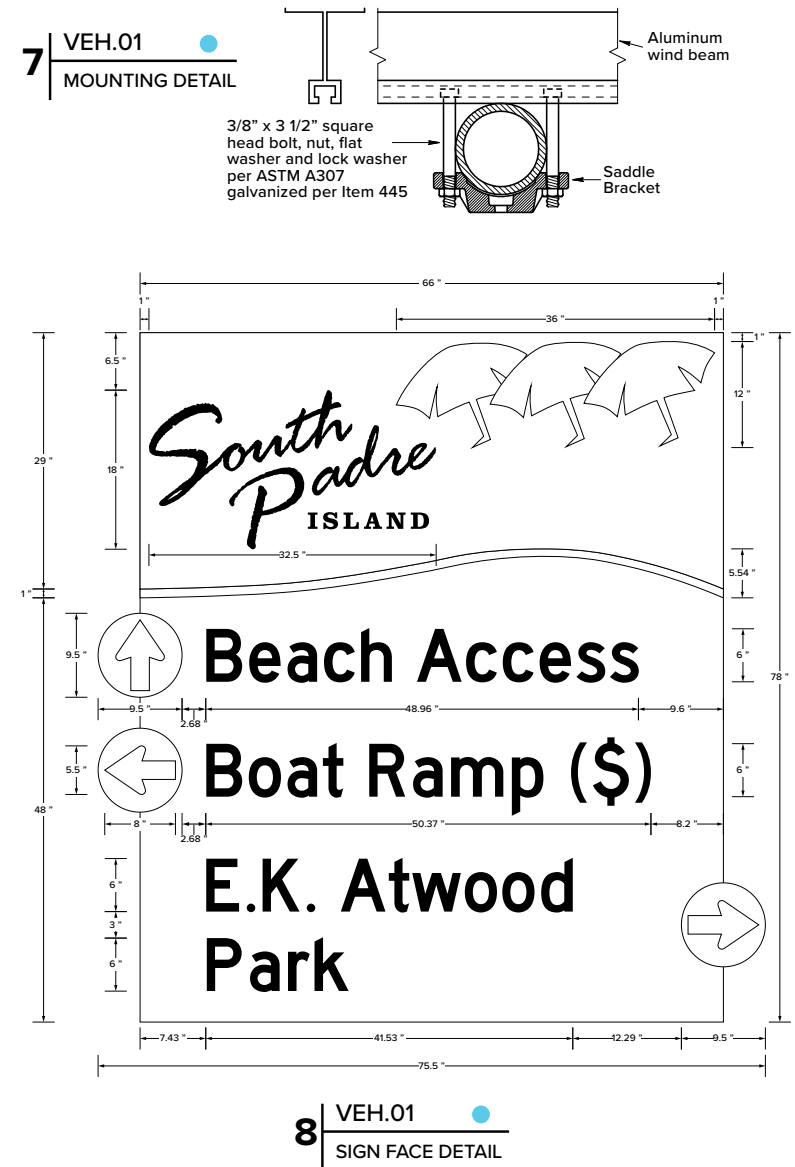 7
VEH.01
MOUNTING DETAIL
Aluminum
wind beam
3/8” x 3 1/2” square
head bolt, nut, flat
washer and lock washer
per ASTM A307
galvanized per Item 445
Saddle
Bracket
66 ”
1 ”
36 ”
1 ”
6.5 ”
1 ”
12 ”
29 ”
18 ”
South
Padre
ISLAND
32.5 ”
5.54 ”
1 ”
9.5 ”
Beach Access
6 ”
78 ”
9.5 ”
2.68 ”
48.96 ”
9.6 ”
5.5 ”
Boat Ramp ($)
6 ”
48 ”
8 ”
2.68 ”
50.37 ”
8.2 ”
6 ”
E.K. Atwood
3 ”
6 ”
Park
7.43 ”
41.53 ”
12.29 ”
9.5 ”
75.5 ”
8
VEH.01
SIGN FACE DETAIL